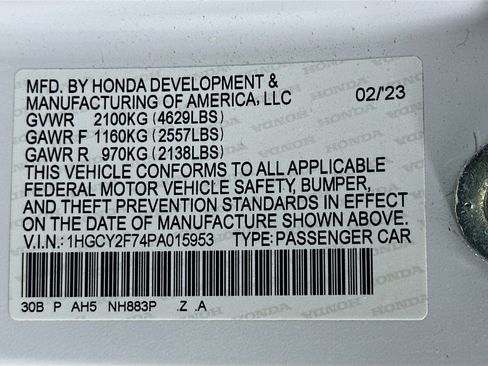 MFD. BY HONDA DEVELOPMENT &
MANUFACTURING OF AMERICA, LLC 02/'23
GVWR 2100KG (4629LBS)
GAWR F 1160KG (2557LBS)
GAWR R 970KG (2138LBS)
THIS VEHICLE CONFORMS TO ALL APPLICABLE
FEDERAL MOTOR VEHICLE SAFETY, BUMPER,
AND THEFT PREVENTION STANDARDS IN EFFECT
ON THE DATE OF MANUFACTURE SHOWN ABOVE.
V.I.N.: 1HGCY2F74PA015953 TYPE: PASSENGER CAR
30B P AH5 NH883P .Z .A